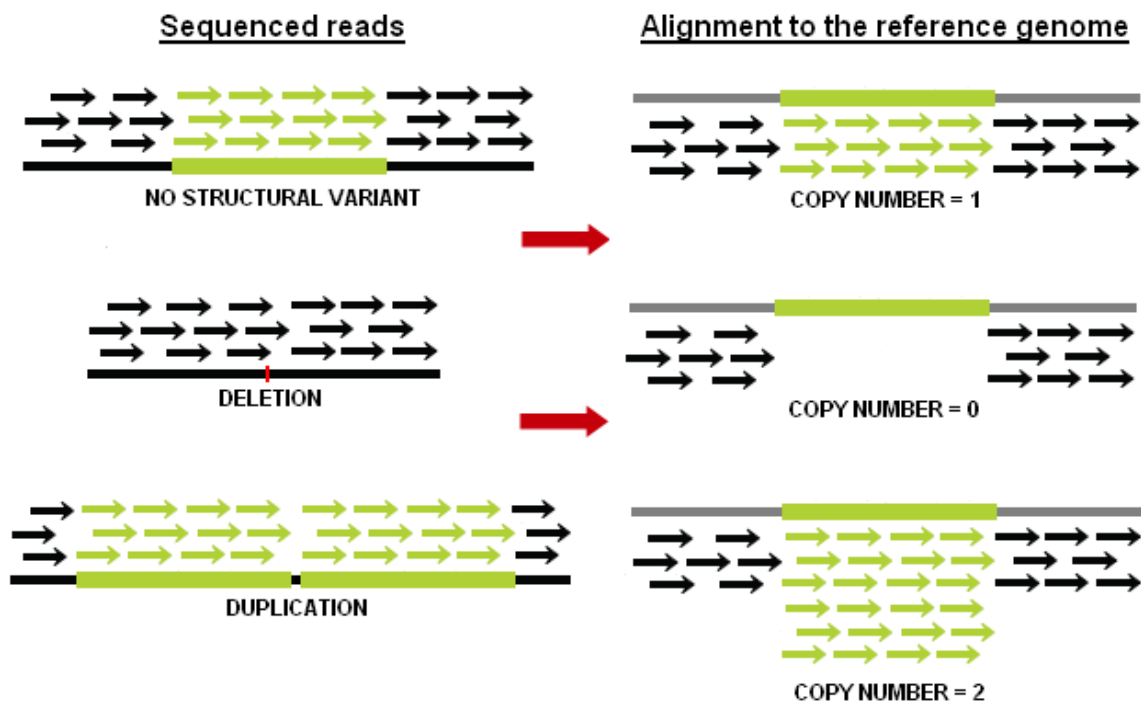 Sequenced reads
Alignment to the reference genome
NO STRUCTURAL VARIANT
COPY NUMBER = 1
DELETION
COPY NUMBER = 0
DUPLICATION
COPY NUMBER = 2